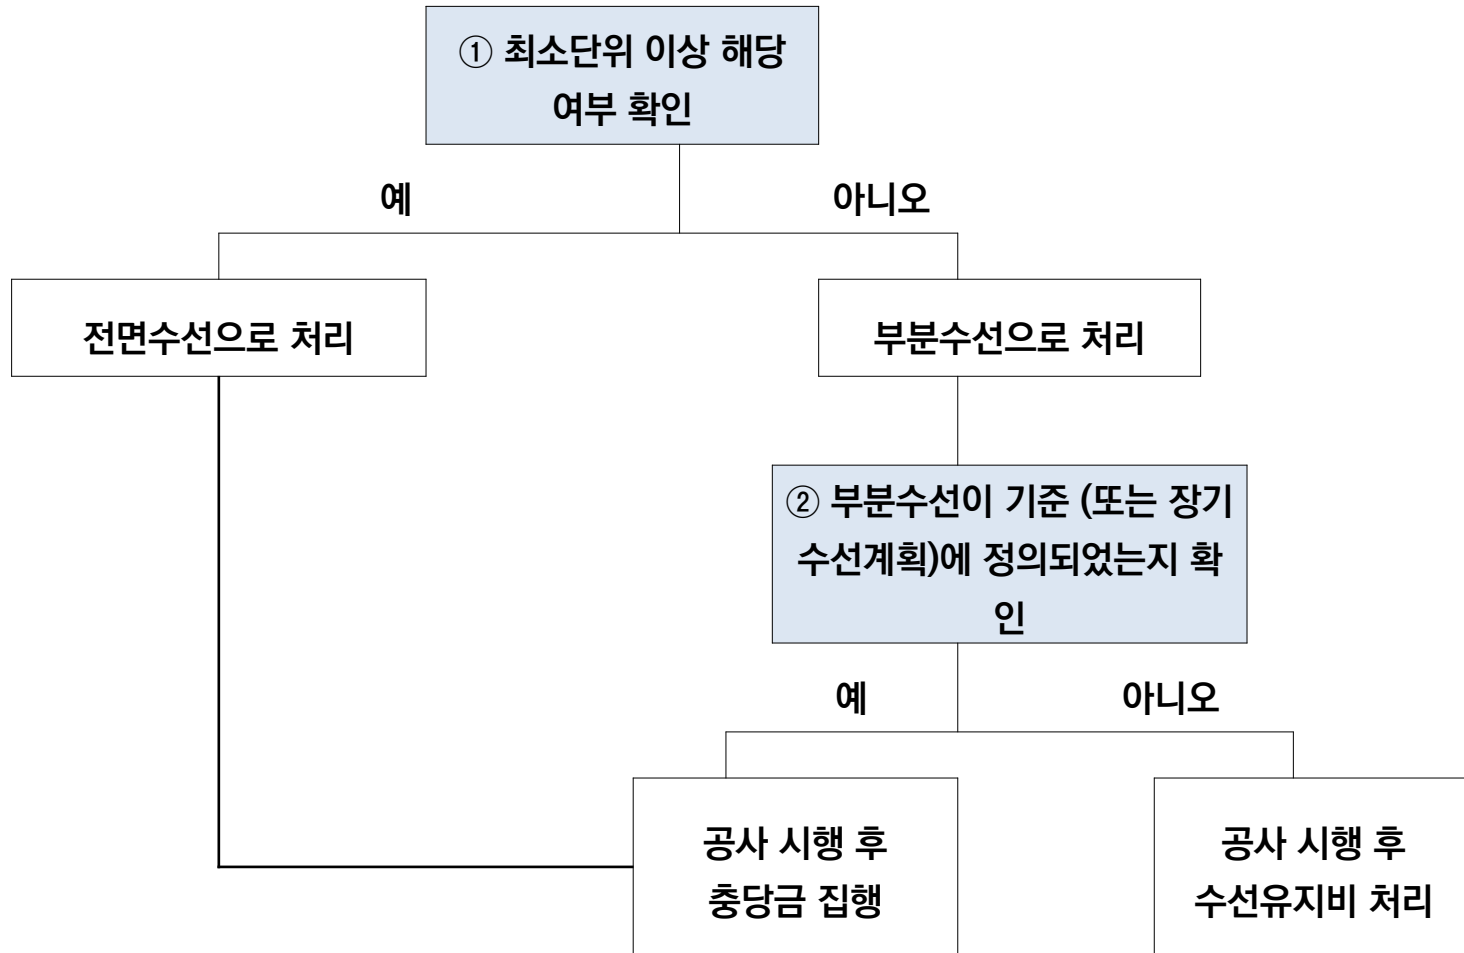 ① 최소단위 이상 해당
여부 확인
예
아니오
전면수선으로 처리
부분수선으로 처리
② 부분수선이 기준 (또는 장기
수선계획)에 정의되었는지 확
인
예
아니오
공사 시행 후
충당금 집행
공사 시행 후
수선유지비 처리